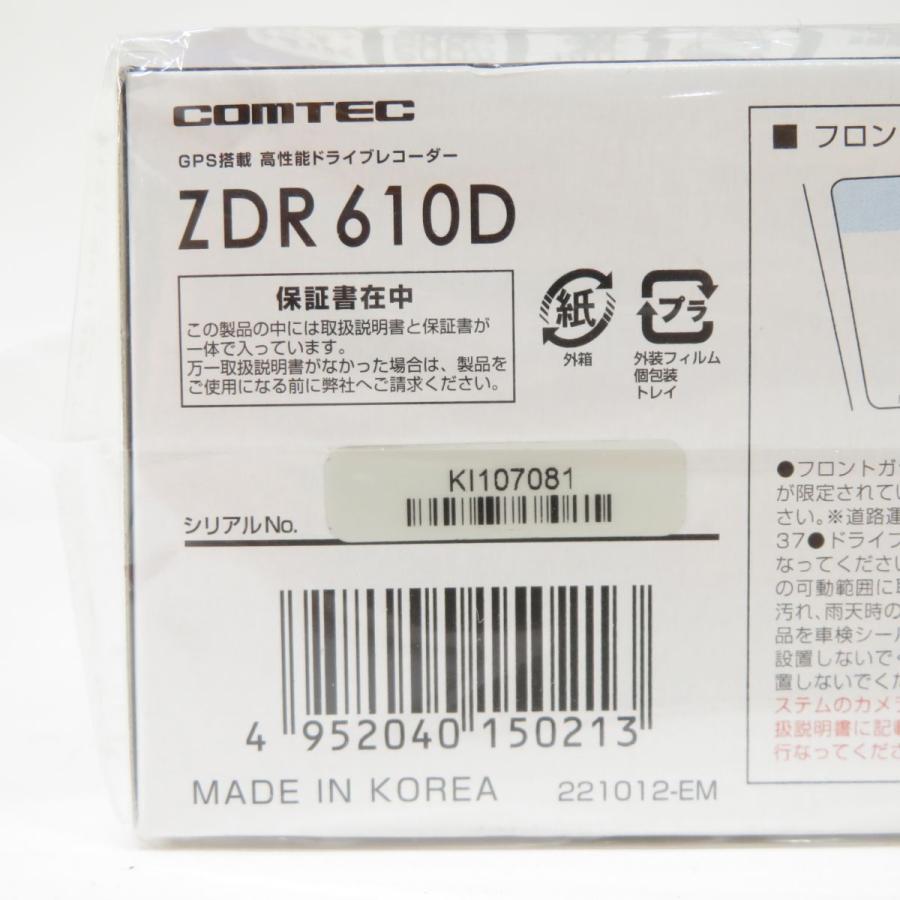 COMTEC
GPS搭載 高性能ドライブレコーダー
ZDR610D
保証書在中
この製品の中には取扱説明書と保証書が
一体で入っています。
万一取扱説明書がなかった場合は、製品を
ご使用になる前に弊社へご請求ください。
紙
外箱
プラ
外装フィルム
個包装
トレイ
シリアルNo.
KI107081
4 952040 150213
MADE IN KOREA
221012-EM
■ フロン
●フロントガ
が限定されてい
さい。※道路運
37●ドライブ
なってください
の可動範囲に取
汚れ、雨天時の
品を車検シール
設置しないでく
置しないでくだ
ステムのカメラ
扱説明書に記載
行なってくださ